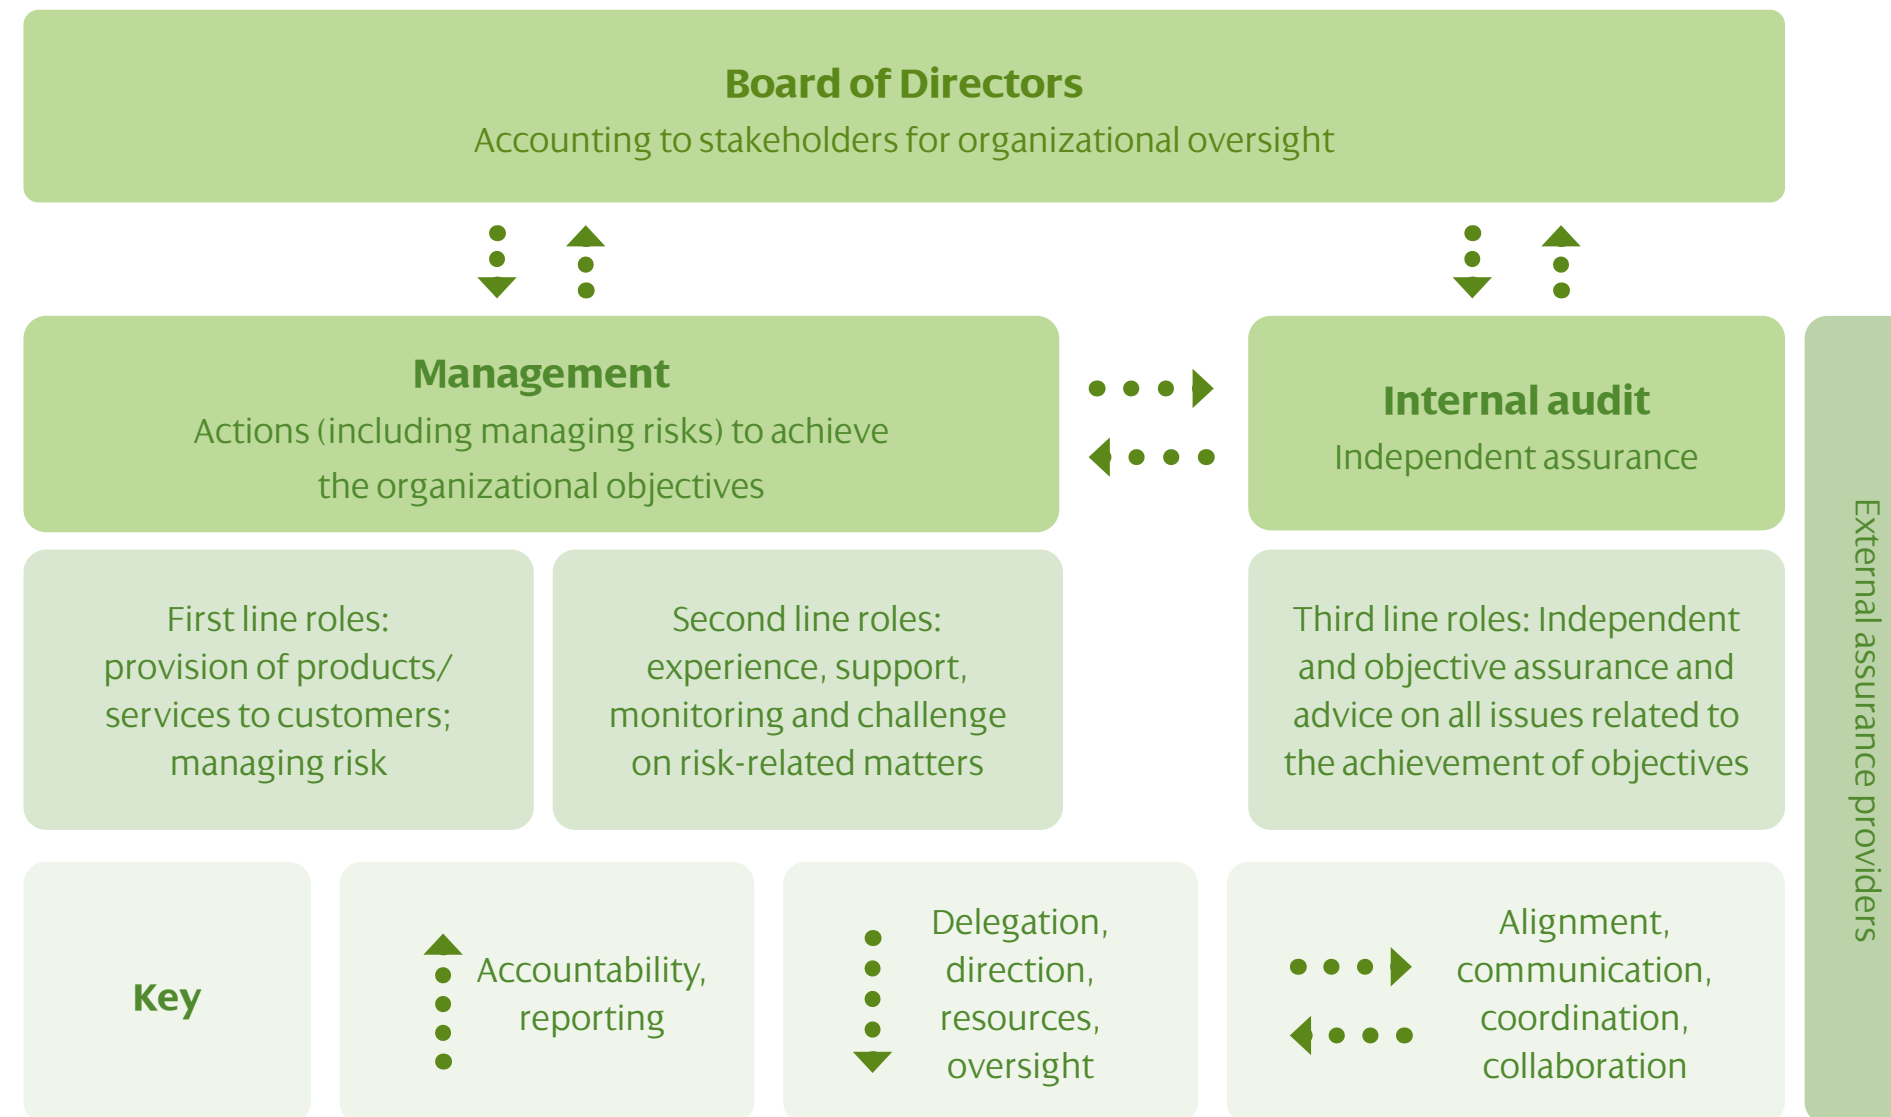 Board of Directors
Accounting to stakeholders for organizational oversight
Management
Actions (including managing risks) to achieve
the organizational objectives
Internal audit
Independent assurance
First line roles:
provision of products/
services to customers;
managing risk
Second line roles:
experience, support,
monitoring and challenge
on risk-related matters
Third line roles: Independent
and objective assurance and
advice on all issues related to
the achievement of objectives
External assurance providers
Key
Accountability,
reporting
Delegation,
direction,
resources,
oversight
Alignment,
communication,
coordination,
collaboration